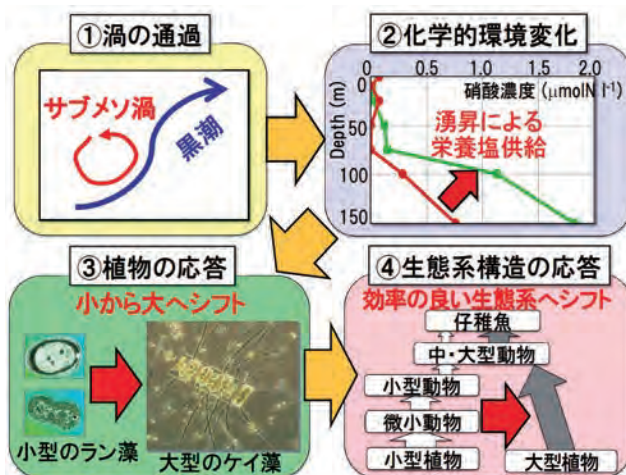 ①渦の通過
サブメソ渦
黒潮
②化学的環境変化
0 0.5 1.0 1.5 2.0
硝酸濃度(μmolN l⁻¹)
Depth(m)
0
50
100
150
湧昇による
栄養塩供給
③植物の応答
小から大へシフト
小型のラン藻
大型のケイ藻
④生態系構造の応答
効率の良い生態系へシフト
仔稚魚
中・大型動物
小型動物
微小動物
小型植物
大型植物